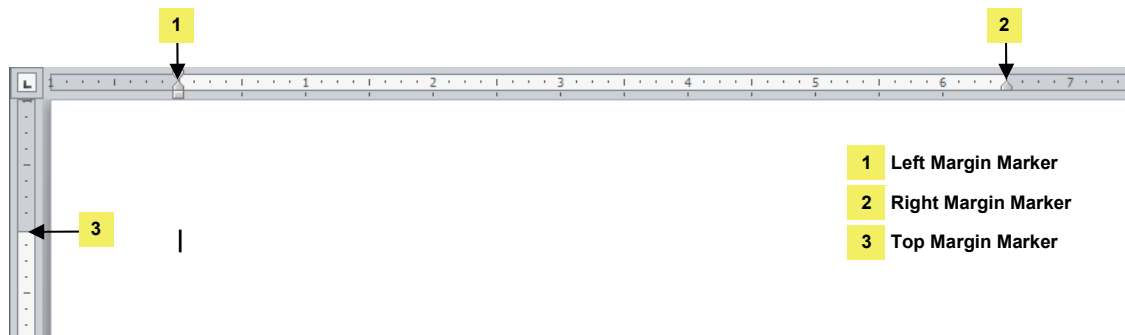 1 2
L 1 1 2 3 4 5 6 7
1 Left Margin Marker
2 Right Margin Marker
3 3 Top Margin Marker